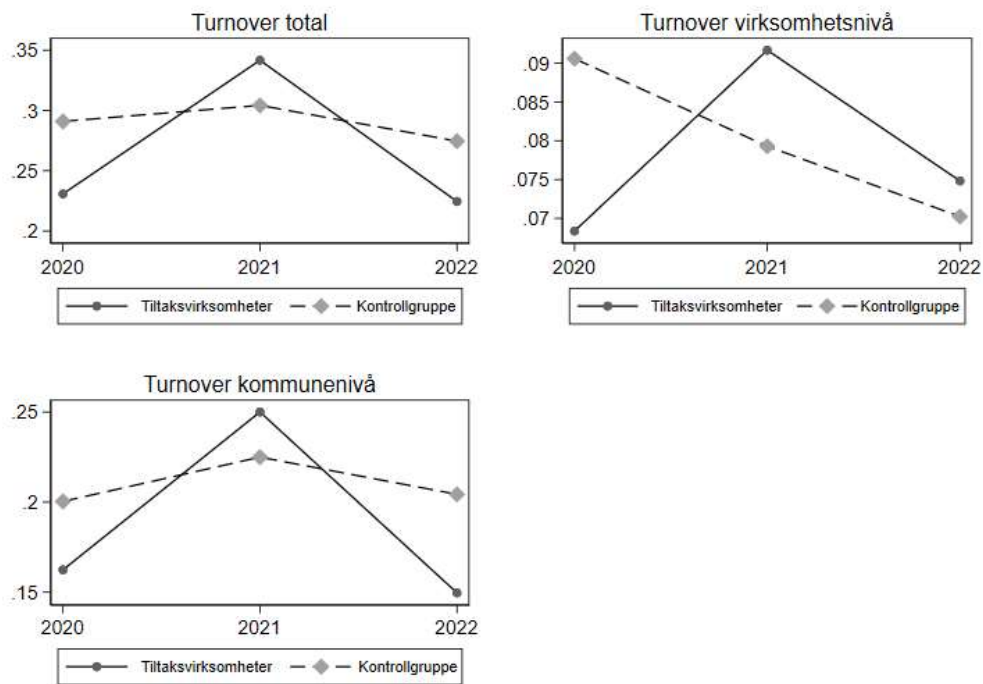 Turnover total
.35
.3
.25
.2
2020 2021 2022
Tiltaksvirksomheter Kontrollgruppe
Turnover virksomhetsnivå
.09
.085
.08
.075
.07
2020 2021 2022
Tiltaksvirksomheter Kontrollgruppe
Turnover kommunenivå
.25
.2
.15
2020 2021 2022
Tiltaksvirksomheter Kontrollgruppe